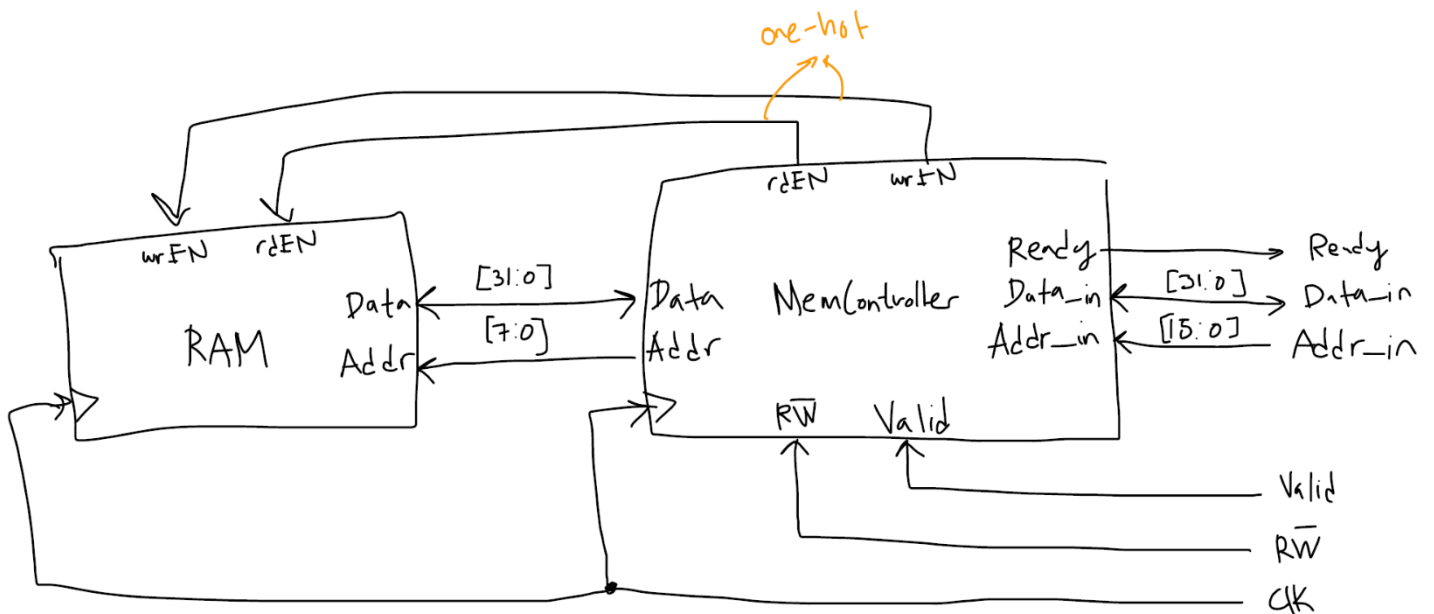 one-hot
rdEN wrEN
wrEN rdEN
Ready Ready
Data [31:0] Data MemController Data_in [31:0] Data_in
RAM Addr [7:0] Addr Addr_in [15:0] Addr_in
RW̅ Valid
Valid
RW̅
Clk